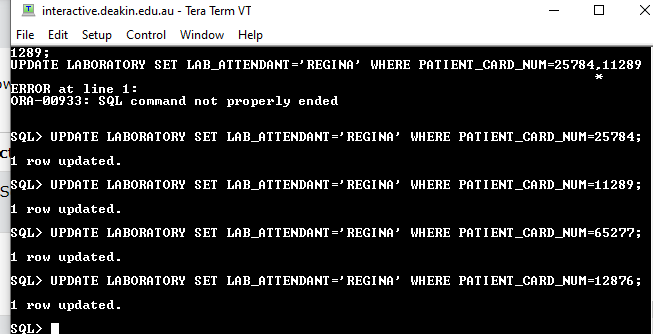 interactive.deakin.edu.au - Tera Term VT
File Edit Setup Control Window Help
1289;
UPDATE LABORATORY SET LAB_ATTENDANT='REGINA' WHERE PATIENT_CARD_NUM=25784,11289
*
ERROR at line 1:
ORA-00933: SQL command not properly ended
SQL> UPDATE LABORATORY SET LAB_ATTENDANT='REGINA' WHERE PATIENT_CARD_NUM=25784;
1 row updated.
SQL> UPDATE LABORATORY SET LAB_ATTENDANT='REGINA' WHERE PATIENT_CARD_NUM=11289;
1 row updated.
SQL> UPDATE LABORATORY SET LAB_ATTENDANT='REGINA' WHERE PATIENT_CARD_NUM=65277;
1 row updated.
SQL> UPDATE LABORATORY SET LAB_ATTENDANT='REGINA' WHERE PATIENT_CARD_NUM=12876;
1 row updated.
SQL>